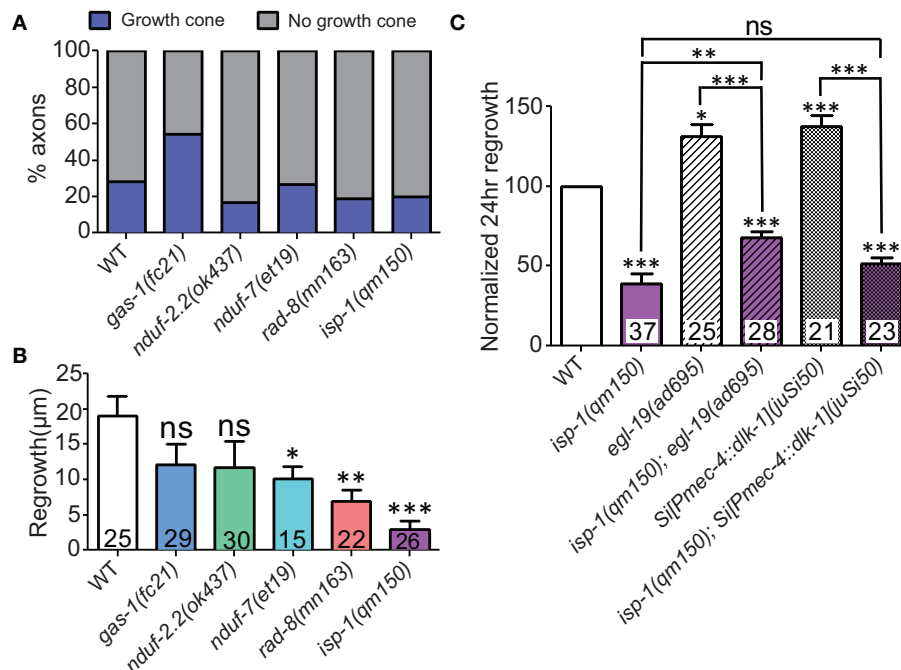 A
Growth cone
No growth cone
% axons
100
80
60
40
20
0
WT
gas-1(fc21)
nduf-2.2(ok437)
nduf-7(et19)
rad-8(mn163)
isp-1(qm150)
B
Regrowth(µm)
25
20
15
10
5
0
ns
ns
*
**
***
25
29
30
15
22
26
WT
gas-1(fc21)
nduf-2.2(ok437)
nduf-7(et19)
rad-8(mn163)
isp-1(qm150)
C
Normalized 24hr regrowth
150
100
50
0
ns
**
***
***
***
*
***
***
***
37
25
28
21
23
WT
isp-1(qm150)
egl-19(ad695)
isp-1(qm150); egl-19(ad695)
Si[Pmec-4::dlk-1](juSi50)
isp-1(qm150); Si[Pmec-4::dlk-1](juSi50)